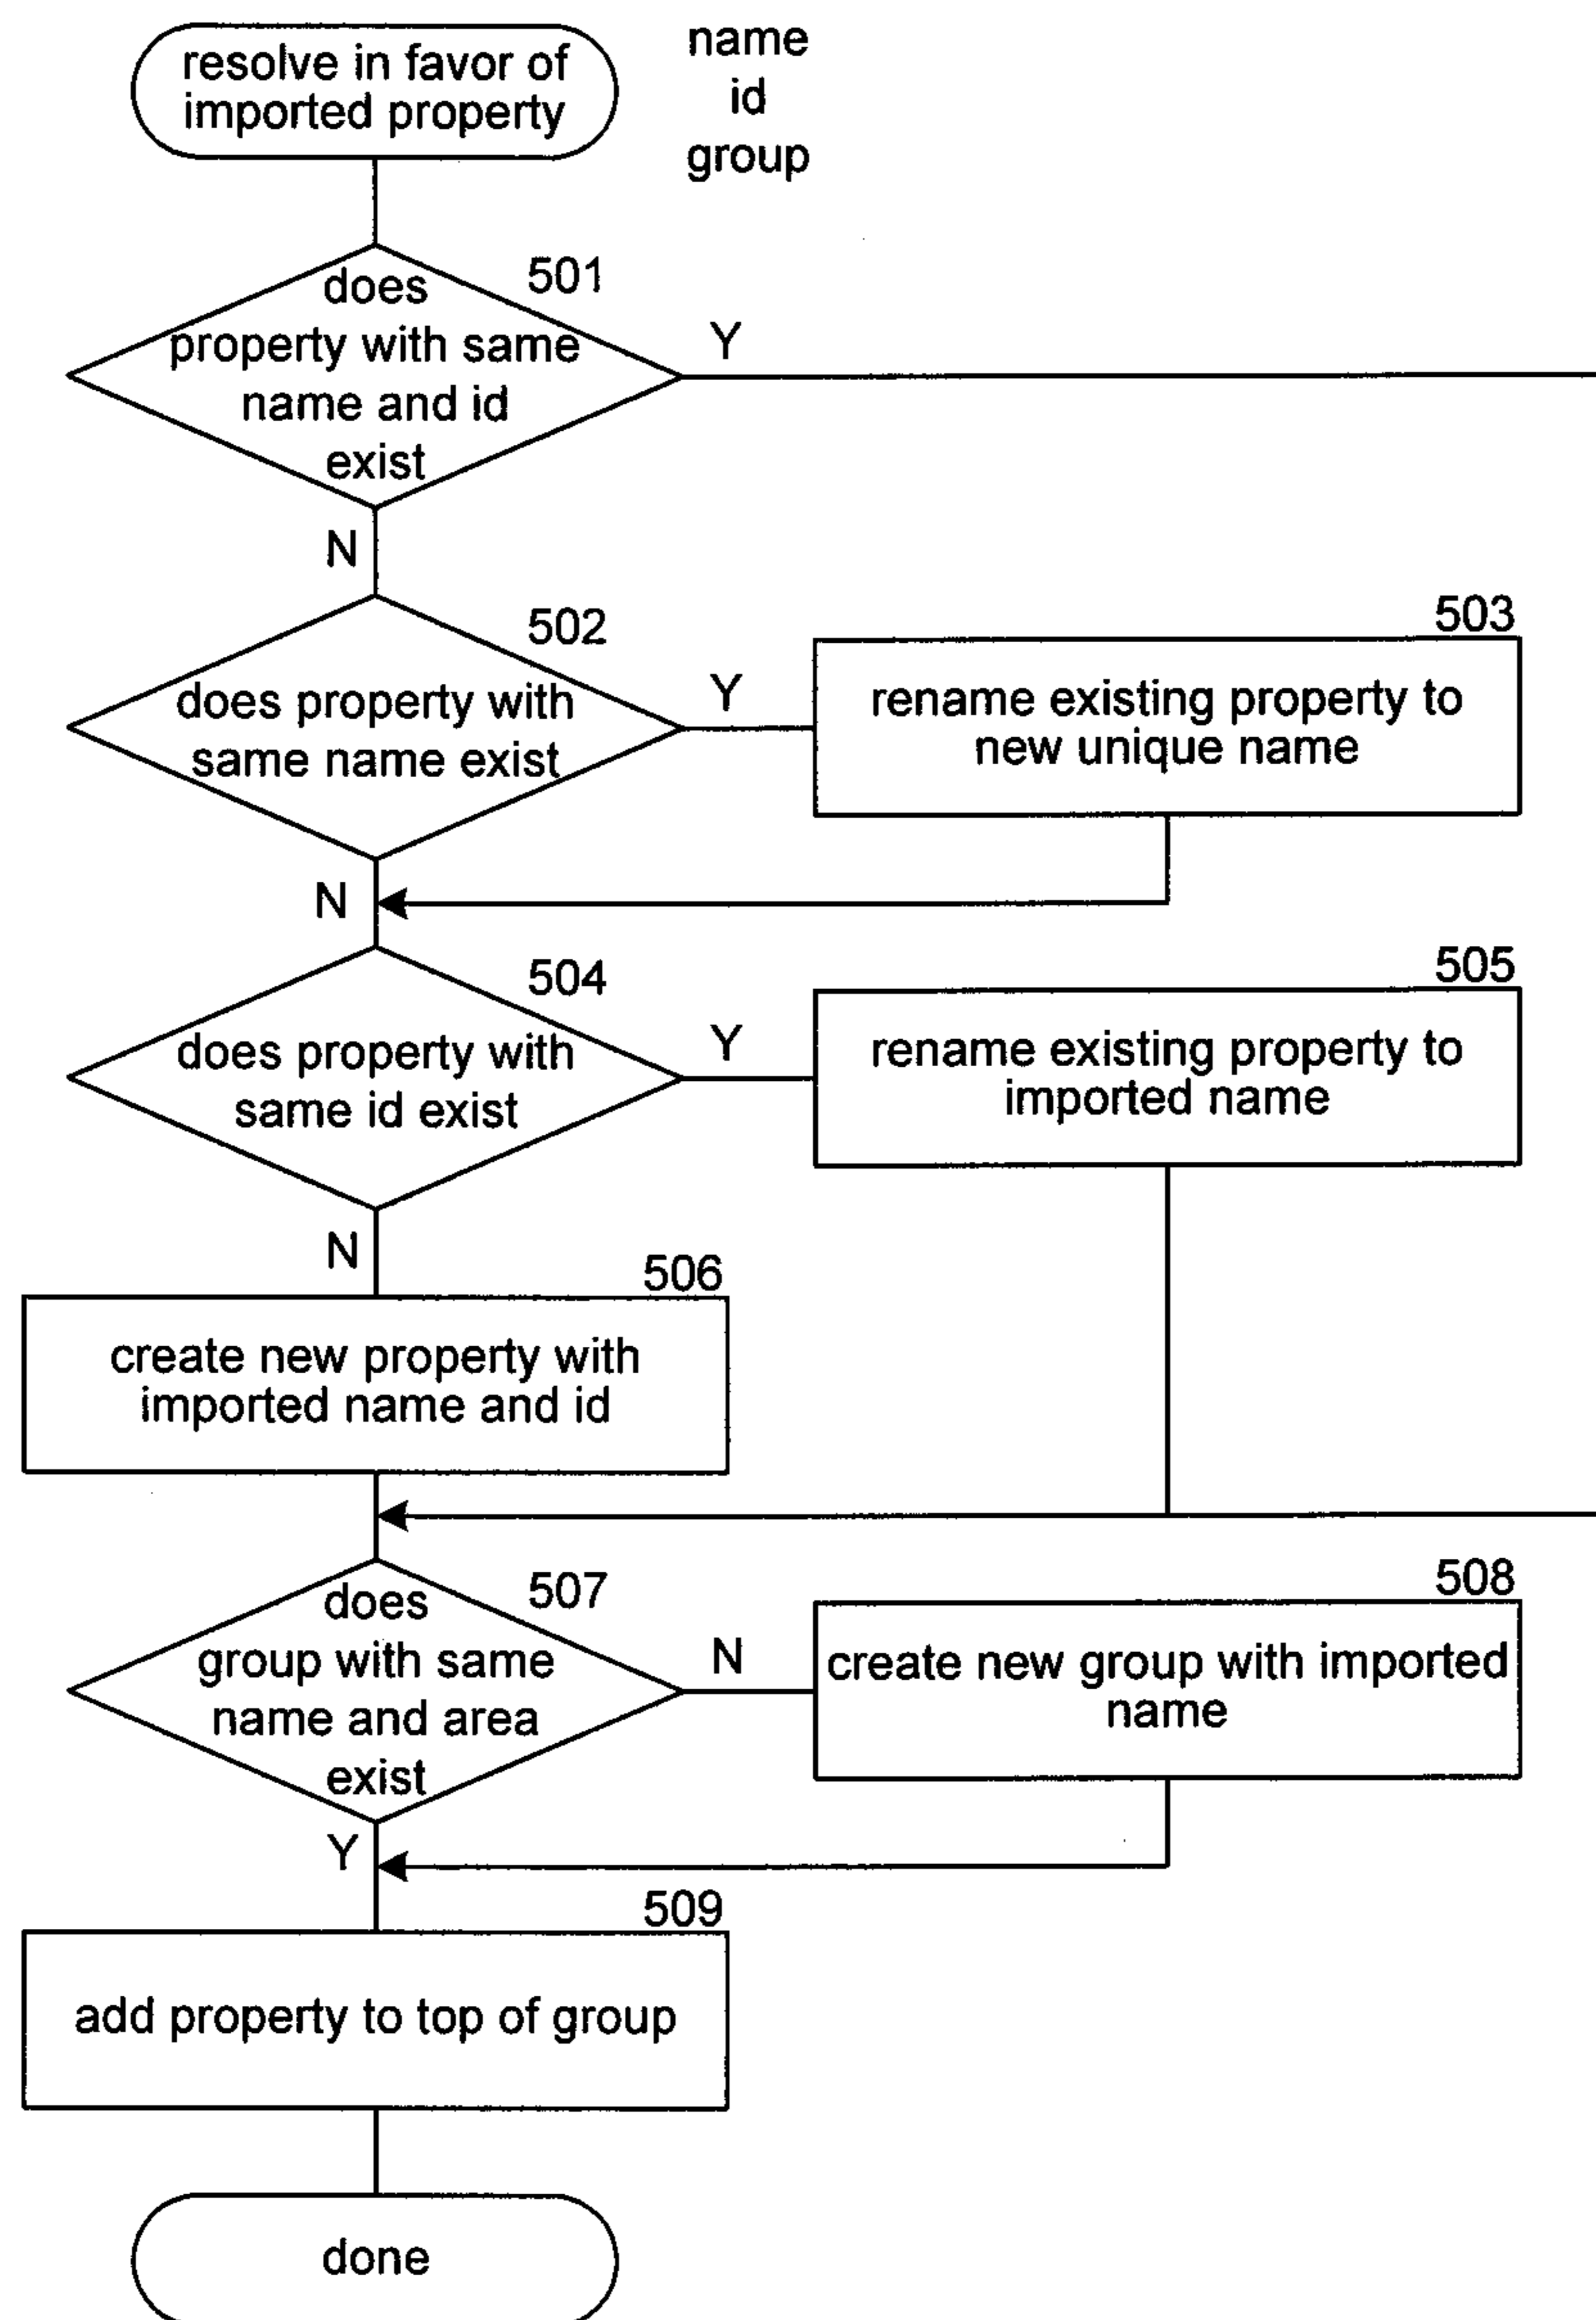 resolve in favor of
imported property
name
id
group
501
does
property with same
name and id
exist
Y
N
502
does property with
same name exist
Y
503
rename existing property to
new unique name
N
504
does property with
same id exist
Y
505
rename existing property to
imported name
N
506
create new property with
imported name and id
507
does
group with same
name and area
exist
N
508
create new group with imported
name
Y
509
add property to top of group
done